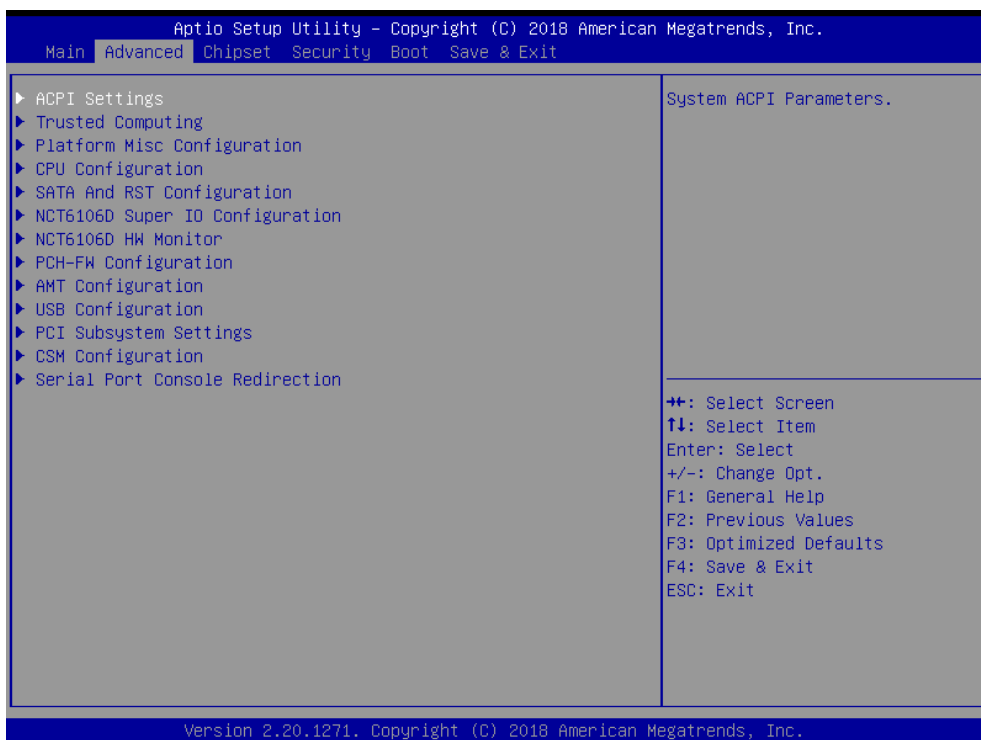 Aptio Setup Utility – Copyright (C) 2018 American Megatrends, Inc.
Main Advanced Chipset Security Boot Save & Exit
ACPI Settings
Trusted Computing
Platform Misc Configuration
CPU Configuration
SATA And RST Configuration
NCT6106D Super IO Configuration
NCT6106D HW Monitor
PCH-FW Configuration
AMT Configuration
USB Configuration
PCI Subsystem Settings
CSM Configuration
Serial Port Console Redirection
System ACPI Parameters.
→←: Select Screen
↑↓: Select Item
Enter: Select
+/-: Change Opt.
F1: General Help
F2: Previous Values
F3: Optimized Defaults
F4: Save & Exit
ESC: Exit
Version 2.20.1271. Copyright (C) 2018 American Megatrends, Inc.